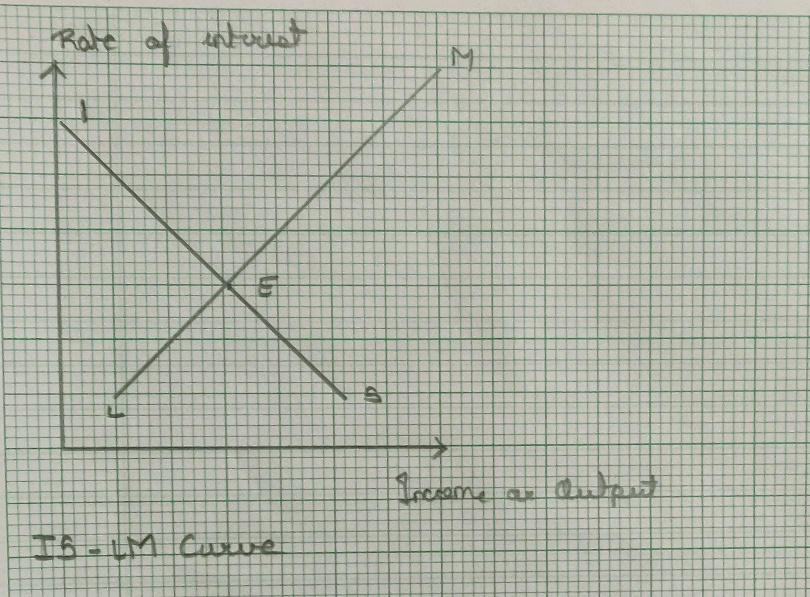 Rate of interest
M
I
E
L
S
Income or Output
IS-LM Curve